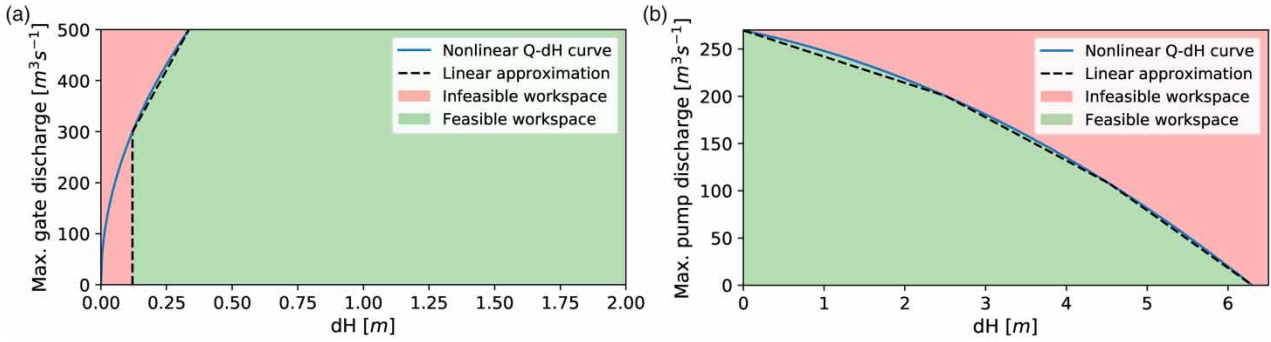 (a)
Max. gate discharge [m³s⁻¹]
500
400
300
200
100
0
0.00 0.25 0.50 0.75 1.00 1.25 1.50 1.75 2.00
dH [m]
Nonlinear Q-dH curve
Linear approximation
Infeasible workspace
Feasible workspace
(b)
Max. pump discharge [m³s⁻¹]
250
200
150
100
50
0
0 1 2 3 4 5 6
dH [m]
Nonlinear Q-dH curve
Linear approximation
Infeasible workspace
Feasible workspace